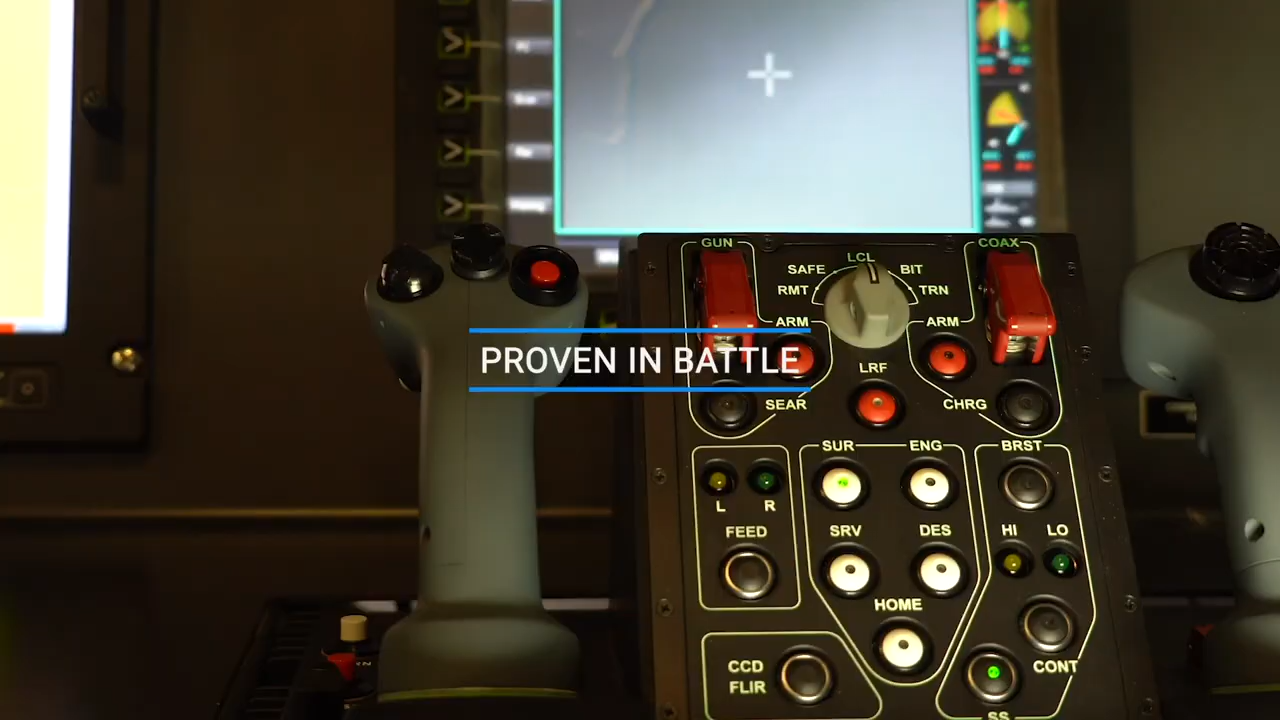 GUN
LCL
COAX
SAFE
BIT
RMT
TRN
ARM
ARM
PROVEN IN BATTLE
LRF
SEAR
CHRG
SUR
ENG
BRST
L
R
FEED
SRV
DES
HI
LO
HOME
CCD
FLIR
CONT
SS